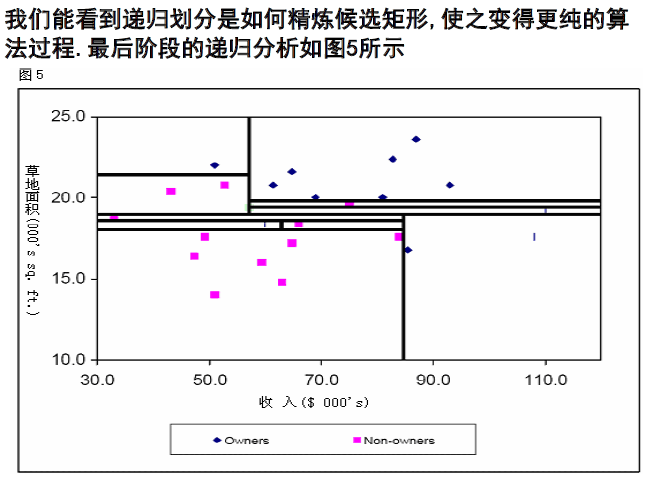 我们能看到递归划分是如何精炼候选矩形,使之变得更纯的算
法过程.最后阶段的递归分析如图5所示
图 5
25.0
20.0
15.0
10.0
草地面积(000's sq. ft.)
30.0 50.0 70.0 90.0 110.0
收 入($ 000's)
Owners Non-owners